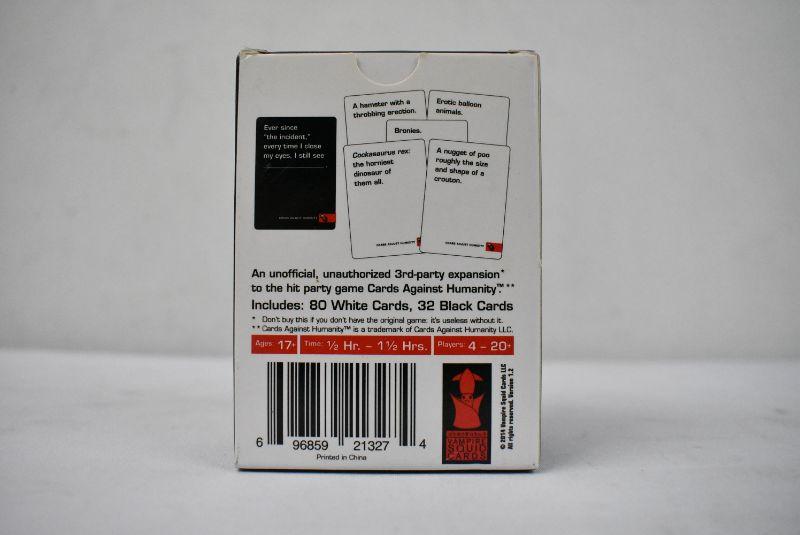 Ever since
"the incident,"
every time I close
my eyes, I still see
A hamster with a
throbbing erection.
Erotic balloon
animals.
Bronies.
Cockasaurus rex:
the horniest
dinosaur of
them all.
A nugget of poo
roughly the size
and shape of a
crouton.
An unofficial, unauthorized 3rd-party expansion*
to the hit party game Cards Against Humanity™.**
Includes: 80 White Cards, 32 Black Cards
* Don't buy this if you don't have the original game: it's useless without it.
** Cards Against Humanity™ is a trademark of Cards Against Humanity LLC.
Ages: 17+ Time: ½ Hr. – 1½ Hrs. Players: 4 – 20+
6 96859 21327 4
Printed in China
VAMPIRE
SQUID
CARDS
© 2014 Vampire Squid Cards LLC
All rights reserved. Version 1.2